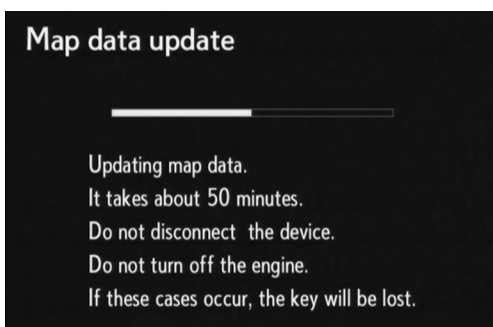 Map data update
Updating map data.
It takes about 50 minutes.
Do not disconnect the device.
Do not turn off the engine.
If these cases occur, the key will be lost.